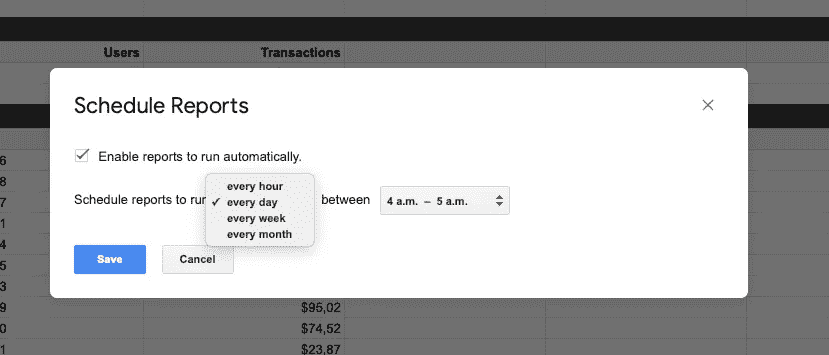 Users Transactions
Schedule Reports
Enable reports to run automatically.
every hour
Schedule reports to run every day between 4 a.m. – 5 a.m.
every week
every month
Save Cancel
6
8
7
1
4
5
3
9 $95,02
0 $74,52
1 $23,87